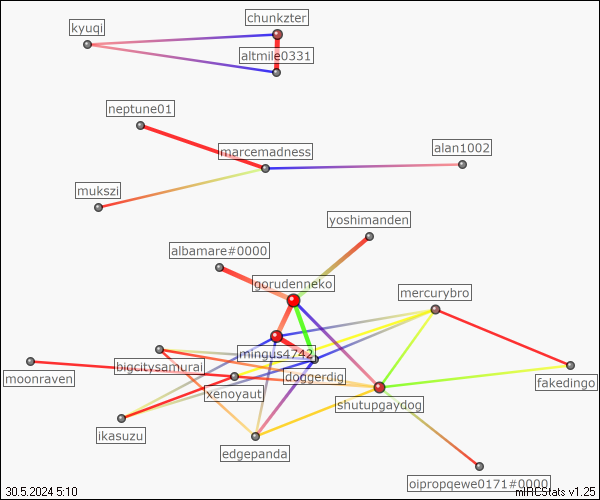 chunkzter
kyuqi
altmile0331
neptune01
marcemadness
alan1002
mukszi
yoshimanden
albamare#0000
gorudenneko
mercurybro
mingus4742
bigcitysamurai
doggerdig
moonraven
fakedingo
xenoyaut
shutupgaydog
ikasuzu
edgepanda
oipropqewe0171#0000
30.5.2024 5:10
mIRCStats v1.25